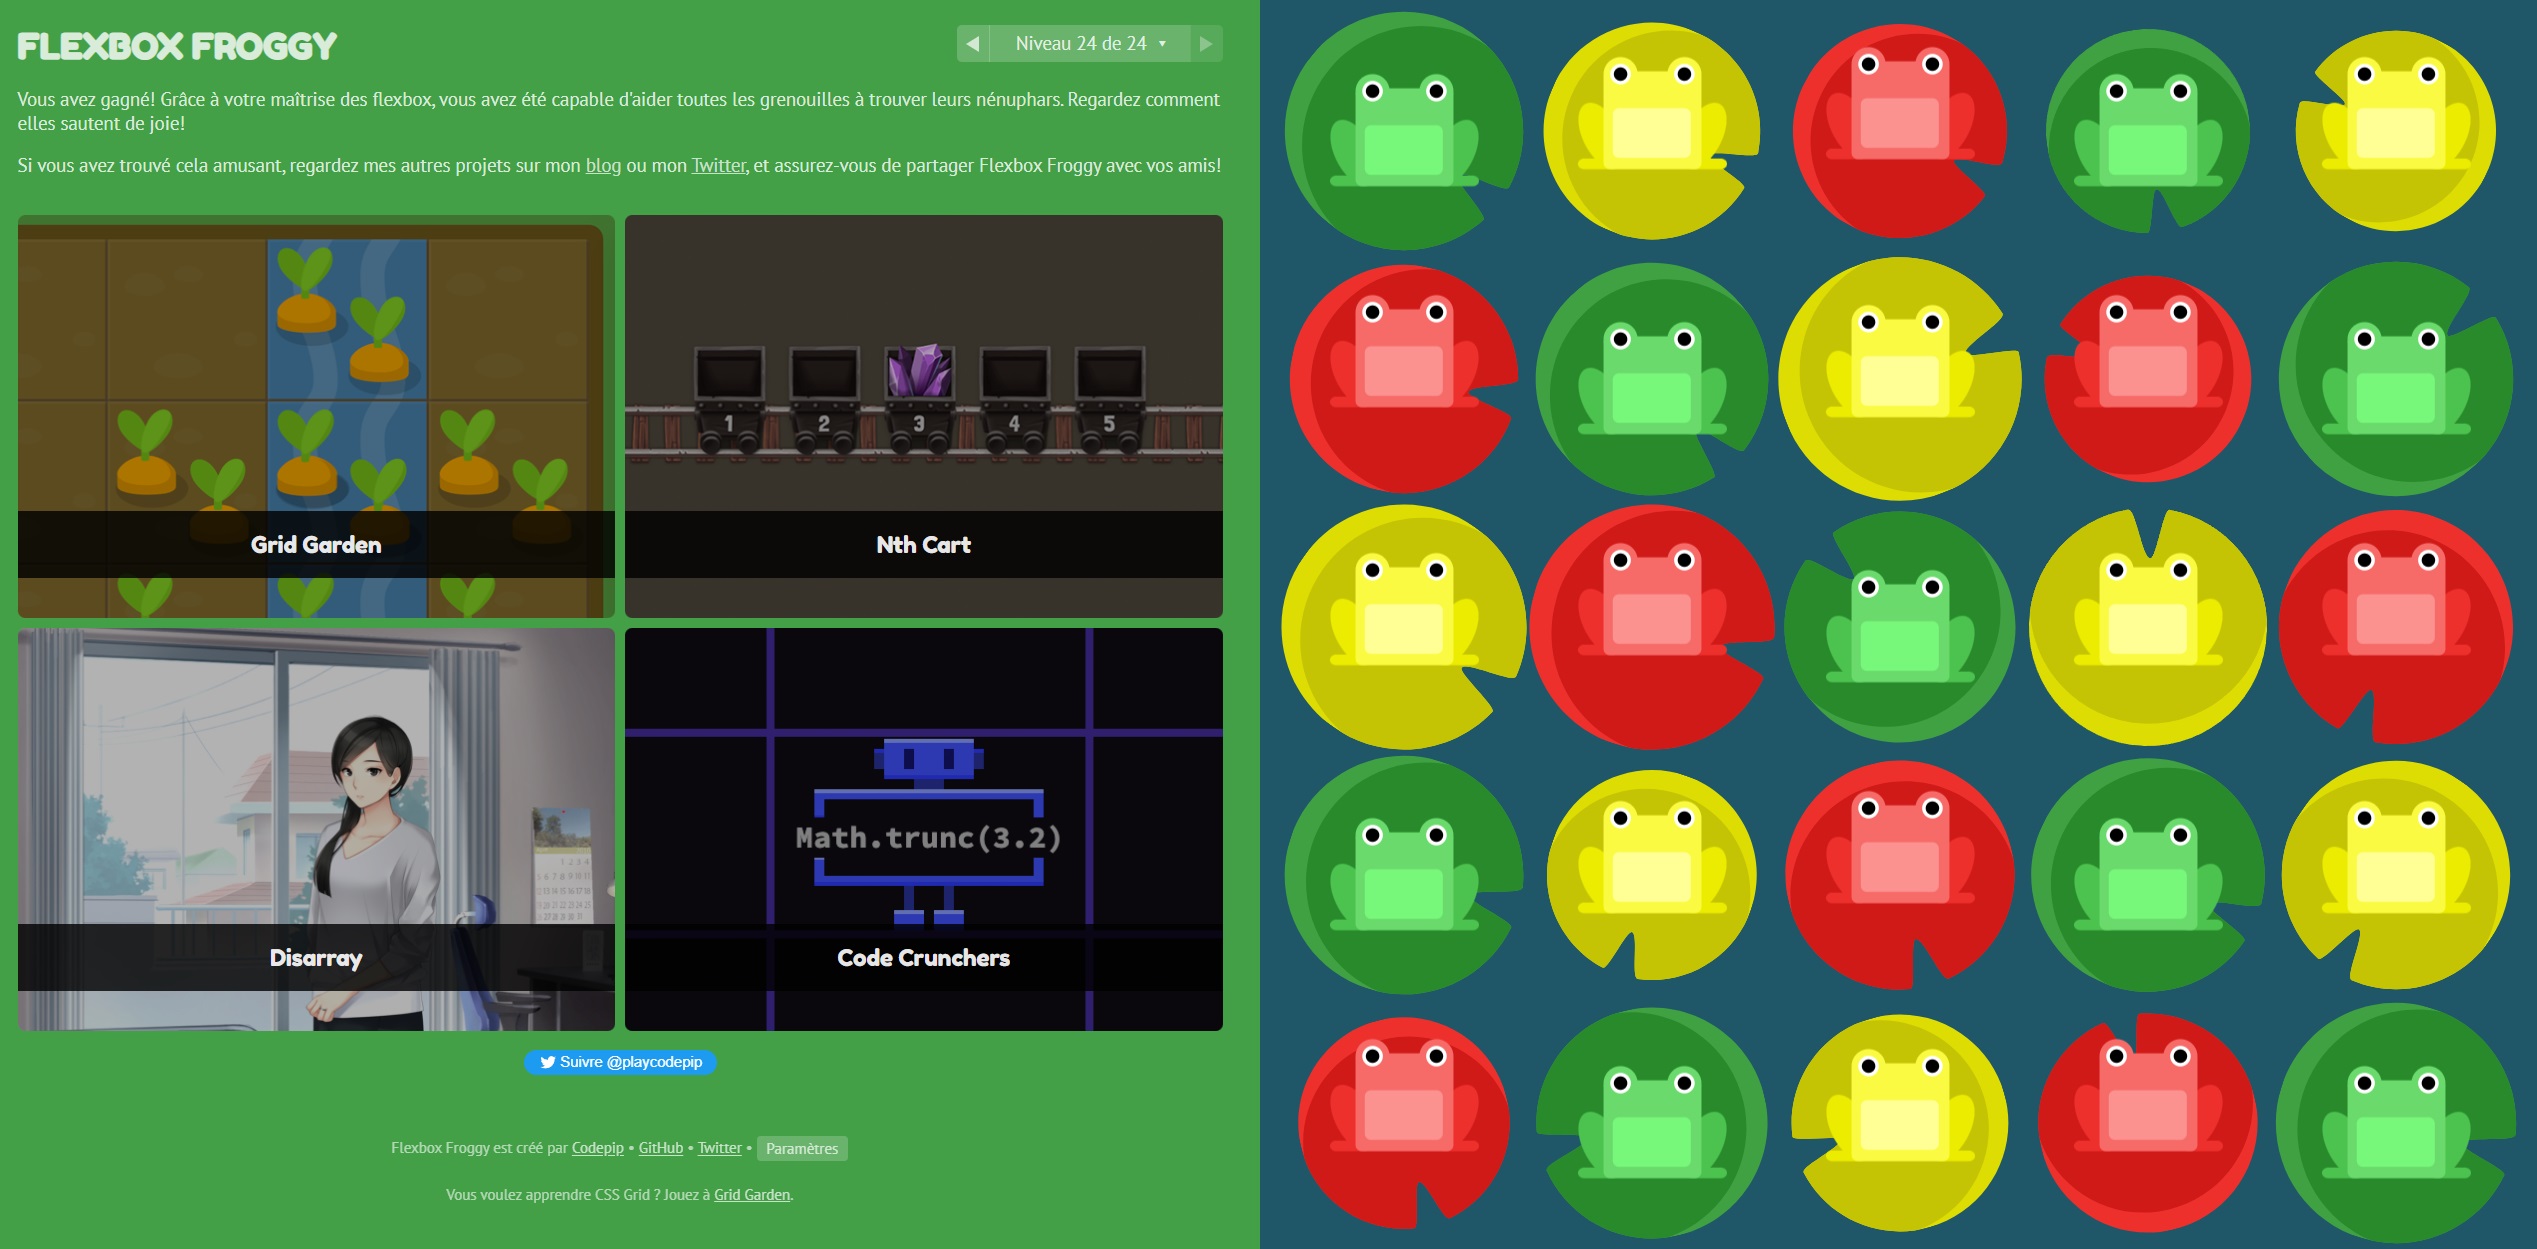 FLEXBOX FROGGY
Niveau 24 de 24
Vous avez gagné! Grâce à votre maîtrise des flexbox, vous avez été capable d'aider toutes les grenouilles à trouver leurs nénuphars. Regardez comment
elles sautent de joie!
Si vous avez trouvé cela amusant, regardez mes autres projets sur mon blog ou mon Twitter, et assurez-vous de partager Flexbox Froggy avec vos amis!
1 2 3 4 5
Grid Garden
Nth Cart
Math.trunc(3.2)
Disarray
Code Crunchers
Suivre @playcodepip
Flexbox Froggy est créé par Codepip • GitHub • Twitter • Paramètres
Vous voulez apprendre CSS Grid ? Jouez à Grid Garden.